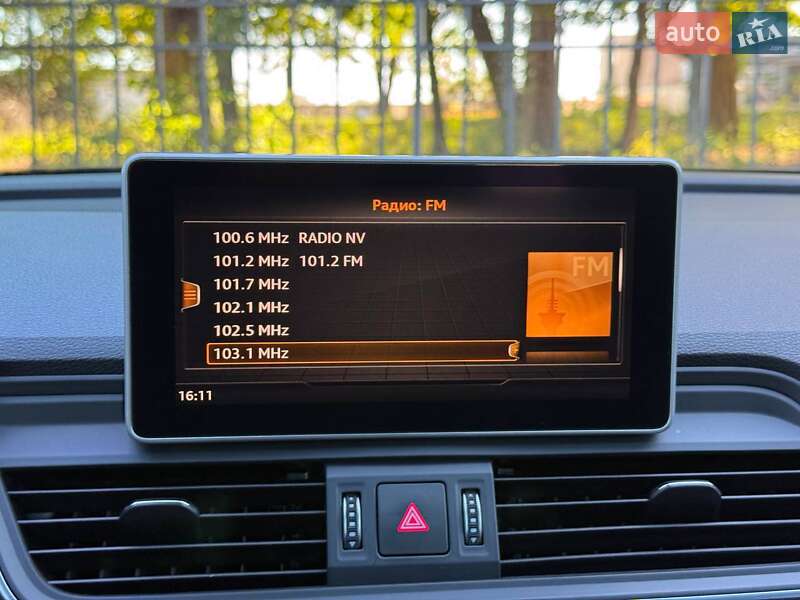 auto RIA
.com
Радио: FM
100.6 MHz RADIO NV
101.2 MHz 101.2 FM
101.7 MHz
102.1 MHz
102.5 MHz
103.1 MHz
FM
16:11